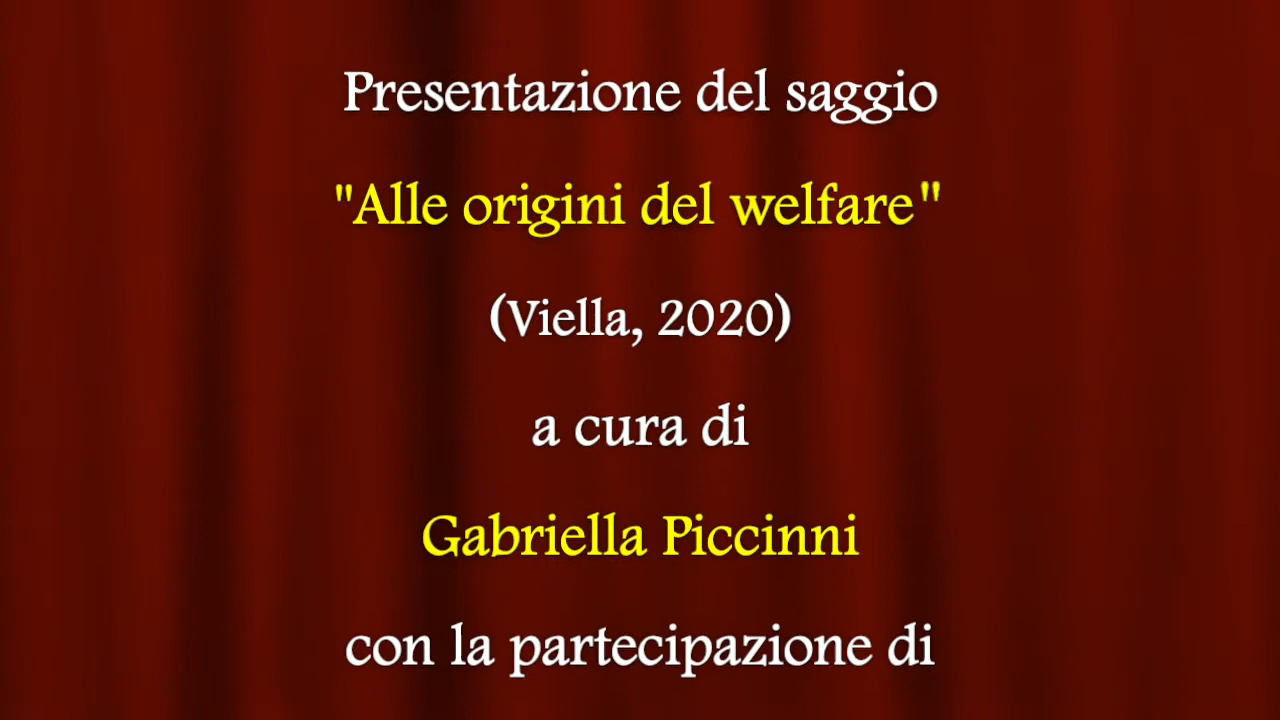 Presentazione del saggio
"Alle origini del welfare"
(Viella, 2020)
a cura di
Gabriella Piccinni
con la partecipazione di